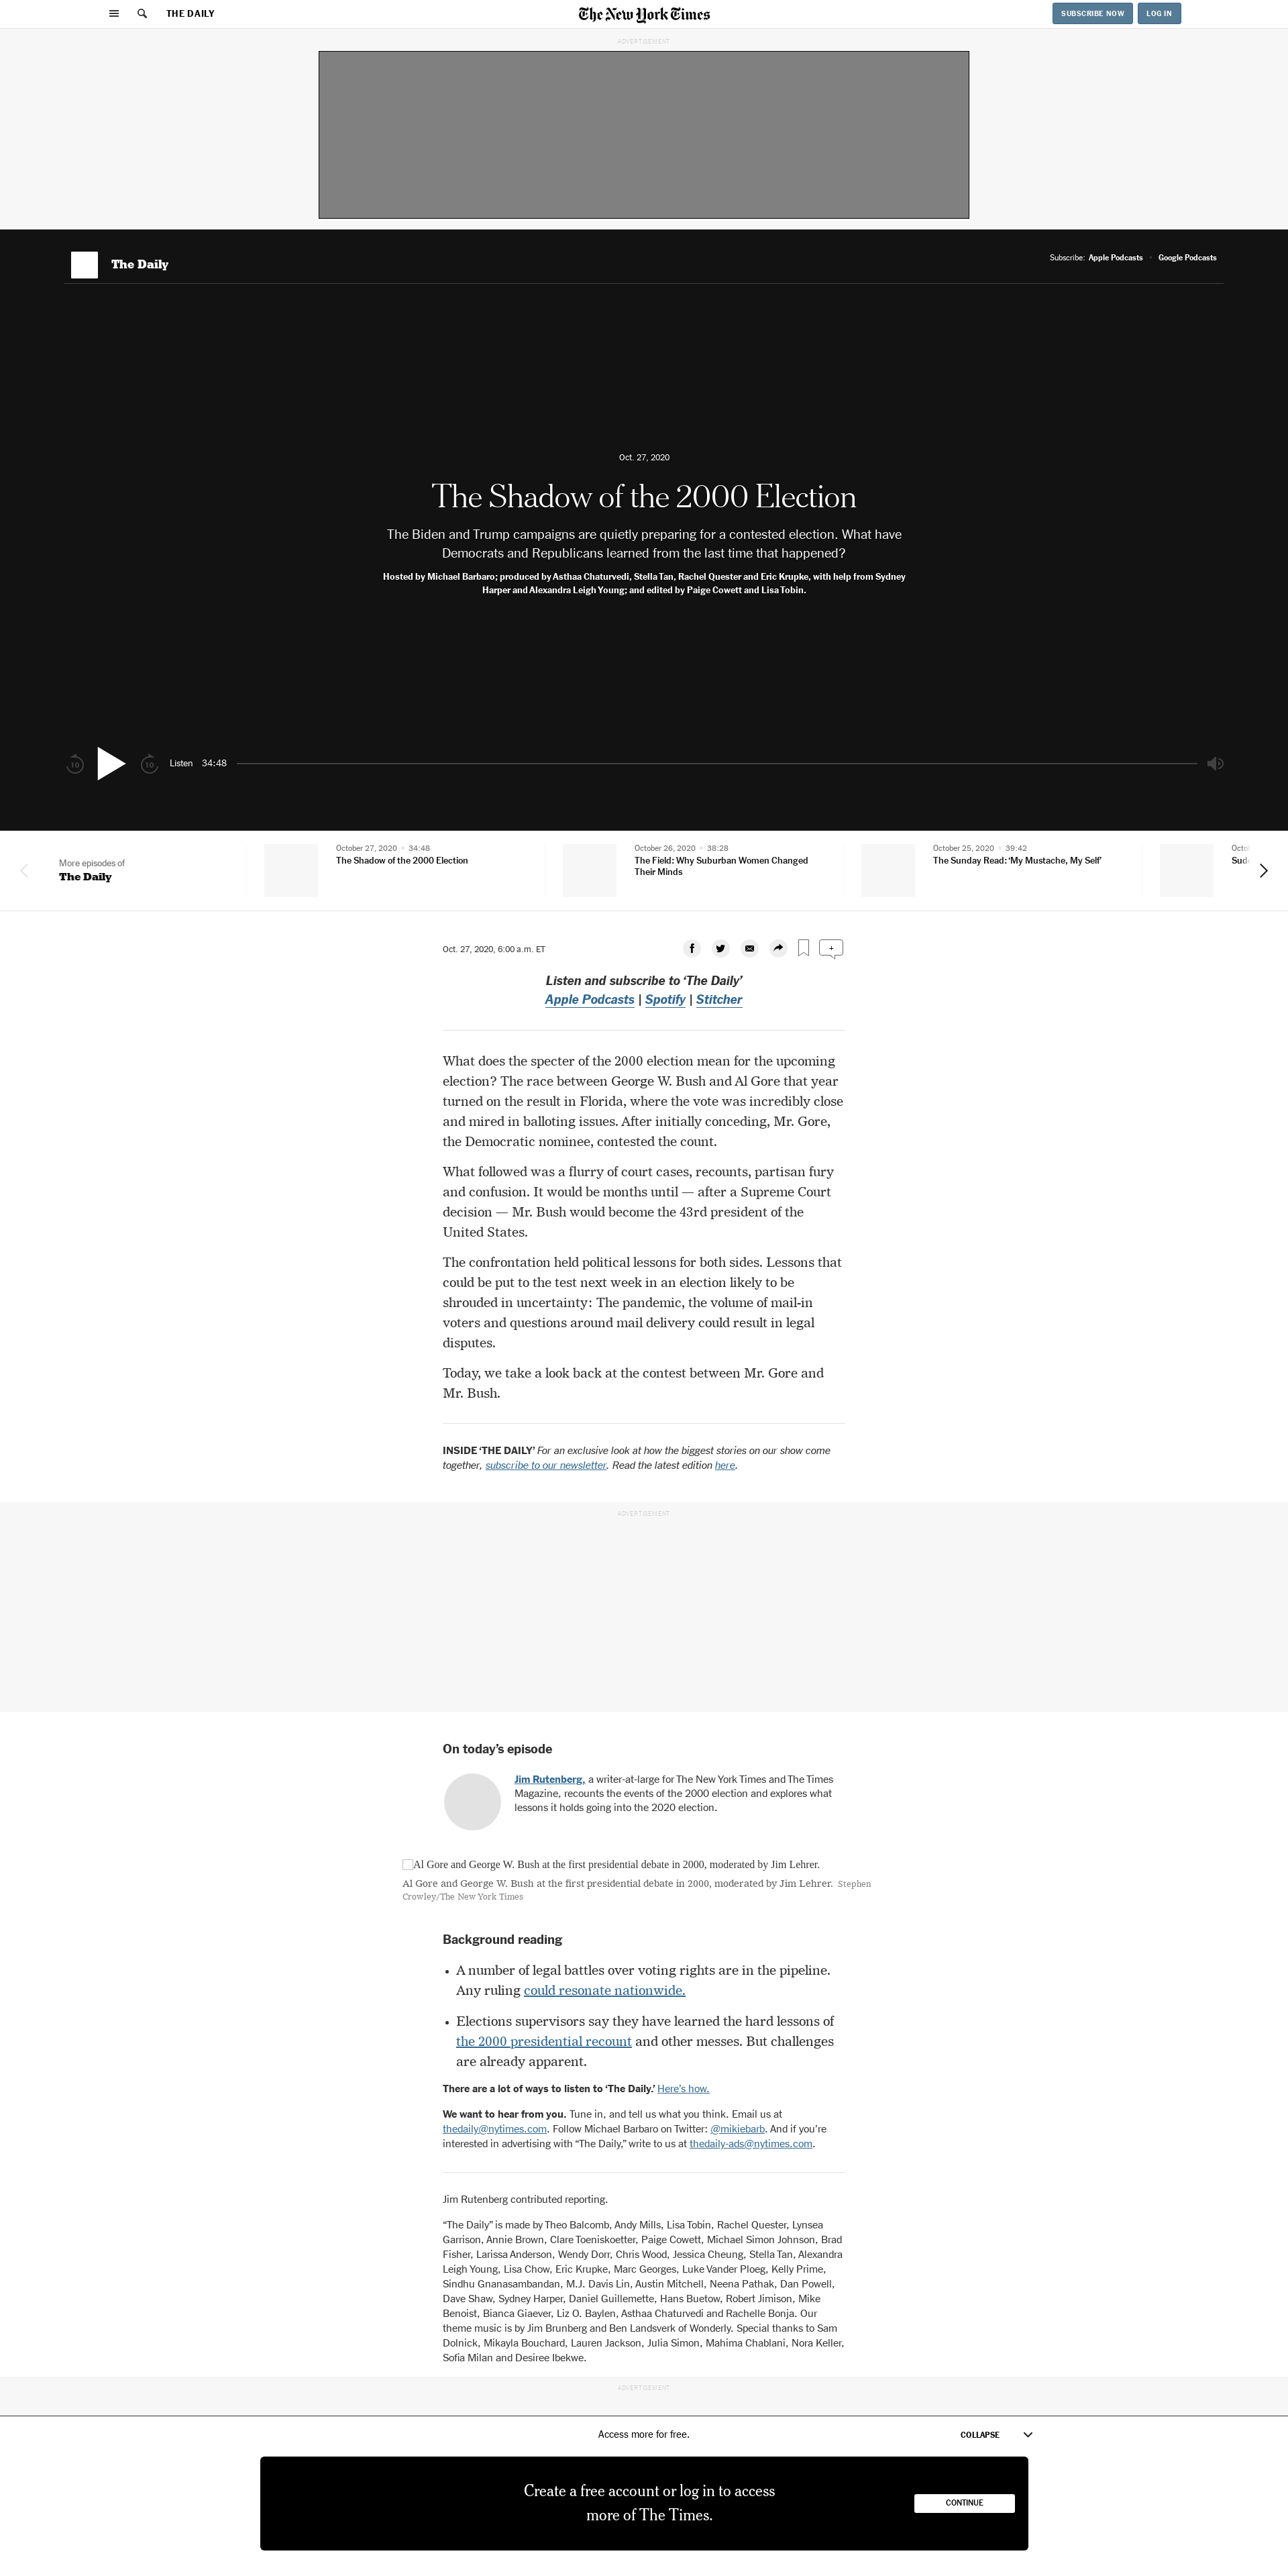 THE DAILY
The New York Times
SUBSCRIBE NOW
LOG IN
ADVERTISEMENT
The Daily
Subscribe: Apple Podcasts
Google Podcasts
Oct. 27, 2020
The Shadow of the 2000 Election
The Biden and Trump campaigns are quietly preparing for a contested election. What have
Democrats and Republicans learned from the last time that happened?
Hosted by Michael Barbaro; produced by Asthaa Chaturvedi, Stella Tan, Rachel Quester and Eric Krupke, with help from Sydney
Harper and Alexandra Leigh Young; and edited by Paige Cowett and Lisa Tobin.
10
10
Listen 34:48
More episodes of
The Daily
October 27, 2020 • 34:48
The Shadow of the 2000 Election
October 26, 2020 • 38:28
The Field: Why Suburban Women Changed
Their Minds
October 25, 2020 • 39:42
The Sunday Read: ‘My Mustache, My Self’
Oct. 27, 2020, 6:00 a.m. ET
+
Listen and subscribe to ‘The Daily’
Apple Podcasts | Spotify | Stitcher
What does the specter of the 2000 election mean for the upcoming
election? The race between George W. Bush and Al Gore that year
turned on the result in Florida, where the vote was incredibly close
and mired in balloting issues. After initially conceding, Mr. Gore,
the Democratic nominee, contested the count.
What followed was a flurry of court cases, recounts, partisan fury
and confusion. It would be months until — after a Supreme Court
decision — Mr. Bush would become the 43rd president of the
United States.
The confrontation held political lessons for both sides. Lessons that
could be put to the test next week in an election likely to be
shrouded in uncertainty: The pandemic, the volume of mail-in
voters and questions around mail delivery could result in legal
disputes.
Today, we take a look back at the contest between Mr. Gore and
Mr. Bush.
INSIDE ‘THE DAILY’ For an exclusive look at how the biggest stories on our show come
together, subscribe to our newsletter. Read the latest edition here.
ADVERTISEMENT
On today’s episode
Jim Rutenberg, a writer-at-large for The New York Times and The Times
Magazine, recounts the events of the 2000 election and explores what
lessons it holds going into the 2020 election.
Al Gore and George W. Bush at the first presidential debate in 2000, moderated by Jim Lehrer.
Al Gore and George W. Bush at the first presidential debate in 2000, moderated by Jim Lehrer. Stephen
Crowley/The New York Times
Background reading
• A number of legal battles over voting rights are in the pipeline.
Any ruling could resonate nationwide.
• Elections supervisors say they have learned the hard lessons of
the 2000 presidential recount and other messes. But challenges
are already apparent.
There are a lot of ways to listen to ‘The Daily.’ Here’s how.
We want to hear from you. Tune in, and tell us what you think. Email us at
thedaily@nytimes.com. Follow Michael Barbaro on Twitter: @mikiebarb. And if you’re
interested in advertising with “The Daily,” write to us at thedaily-ads@nytimes.com.
Jim Rutenberg contributed reporting.
“The Daily” is made by Theo Balcomb, Andy Mills, Lisa Tobin, Rachel Quester, Lynsea
Garrison, Annie Brown, Clare Toeniskoetter, Paige Cowett, Michael Simon Johnson, Brad
Fisher, Larissa Anderson, Wendy Dorr, Chris Wood, Jessica Cheung, Stella Tan, Alexandra
Leigh Young, Lisa Chow, Eric Krupke, Marc Georges, Luke Vander Ploeg, Kelly Prime,
Sindhu Gnanasambandan, M.J. Davis Lin, Austin Mitchell, Neena Pathak, Dan Powell,
Dave Shaw, Sydney Harper, Daniel Guillemette, Hans Buetow, Robert Jimison, Mike
Benoist, Bianca Giaever, Liz O. Baylen, Asthaa Chaturvedi and Rachelle Bonja. Our
theme music is by Jim Brunberg and Ben Landsverk of Wonderly. Special thanks to Sam
Dolnick, Mikayla Bouchard, Lauren Jackson, Julia Simon, Mahima Chablani, Nora Keller,
Sofia Milan and Desiree Ibekwe.
ADVERTISEMENT
Access more for free.
COLLAPSE
Create a free account or log in to access
more of The Times.
CONTINUE